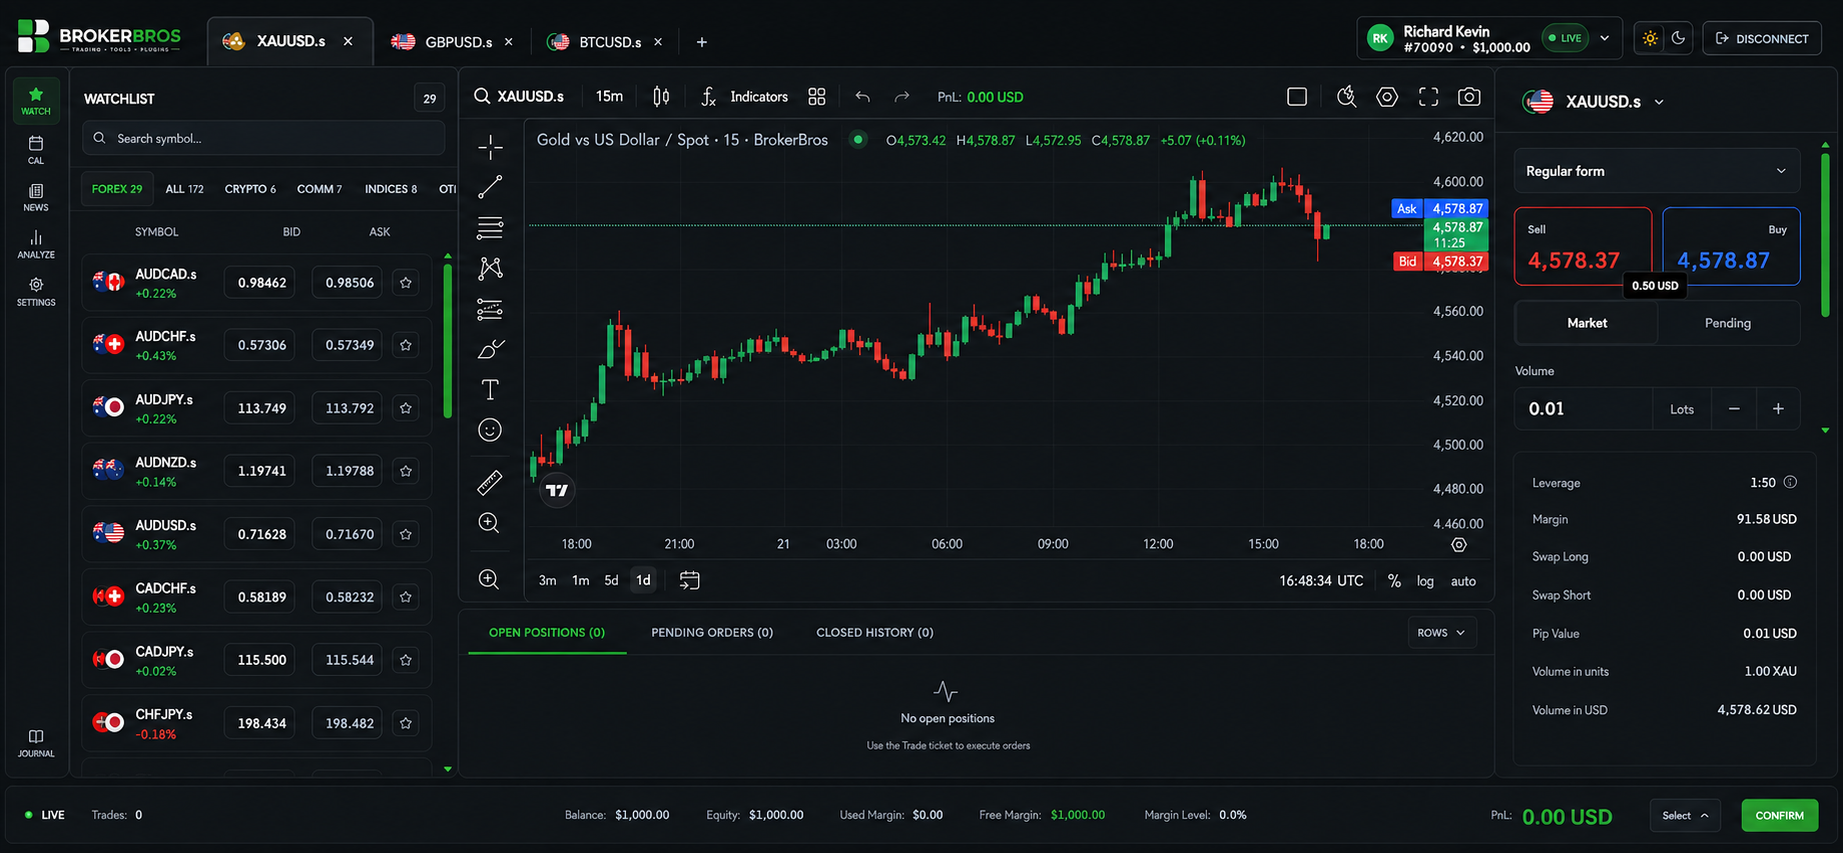 BROKERBROS
TRADING • TOOLS • PLUGINS
XAUUSD.s
GBPUSD.s
BTCUSD.s
RK
Richard Kevin
#70090 • $1,000.00
LIVE
DISCONNECT
WATCH
CAL
NEWS
ANALYZE
SETTINGS
JOURNAL
WATCHLIST
29
Search symbol...
FOREX 29 ALL 172 CRYPTO 6 COMM 7 INDICES 8 OTI
SYMBOL BID ASK
AUDCAD.s 0.98462 0.98506
+0.22%
AUDCHF.s 0.57306 0.57349
+0.43%
AUDJPY.s 113.749 113.792
+0.22%
AUDNZD.s 1.19741 1.19788
+0.14%
AUDUSD.s 0.71628 0.71670
+0.37%
CADCHF.s 0.58189 0.58232
+0.23%
CADJPY.s 115.500 115.544
+0.02%
CHFJPY.s 198.434 198.482
-0.18%
XAUUSD.s 15m Indicators PnL: 0.00 USD
Gold vs US Dollar / Spot · 15 · BrokerBros O4,573.42 H4,578.87 L4,572.95 C4,578.87 +5.07 (+0.11%)
4,620.00
4,600.00
Ask 4,578.87
4,578.87
11:25
Bid 4,578.37
4,560.00
4,540.00
4,520.00
4,500.00
4,480.00
4,460.00
18:00 21:00 21 03:00 06:00 09:00 12:00 15:00 18:00
3m 1m 5d 1d 16:48:34 UTC % log auto
OPEN POSITIONS (0) PENDING ORDERS (0) CLOSED HISTORY (0) ROWS
No open positions
Use the Trade ticket to execute orders
XAUUSD.s
Regular form
Sell Buy
4,578.37 4,578.87
0.50 USD
Market Pending
Volume
0.01 Lots − +
Leverage 1:50
Margin 91.58 USD
Swap Long 0.00 USD
Swap Short 0.00 USD
Pip Value 0.01 USD
Volume in units 1.00 XAU
Volume in USD 4,578.62 USD
LIVE Trades: 0 Balance: $1,000.00 Equity: $1,000.00 Used Margin: $0.00 Free Margin: $1,000.00 Margin Level: 0.0% PnL: 0.00 USD Select CONFIRM